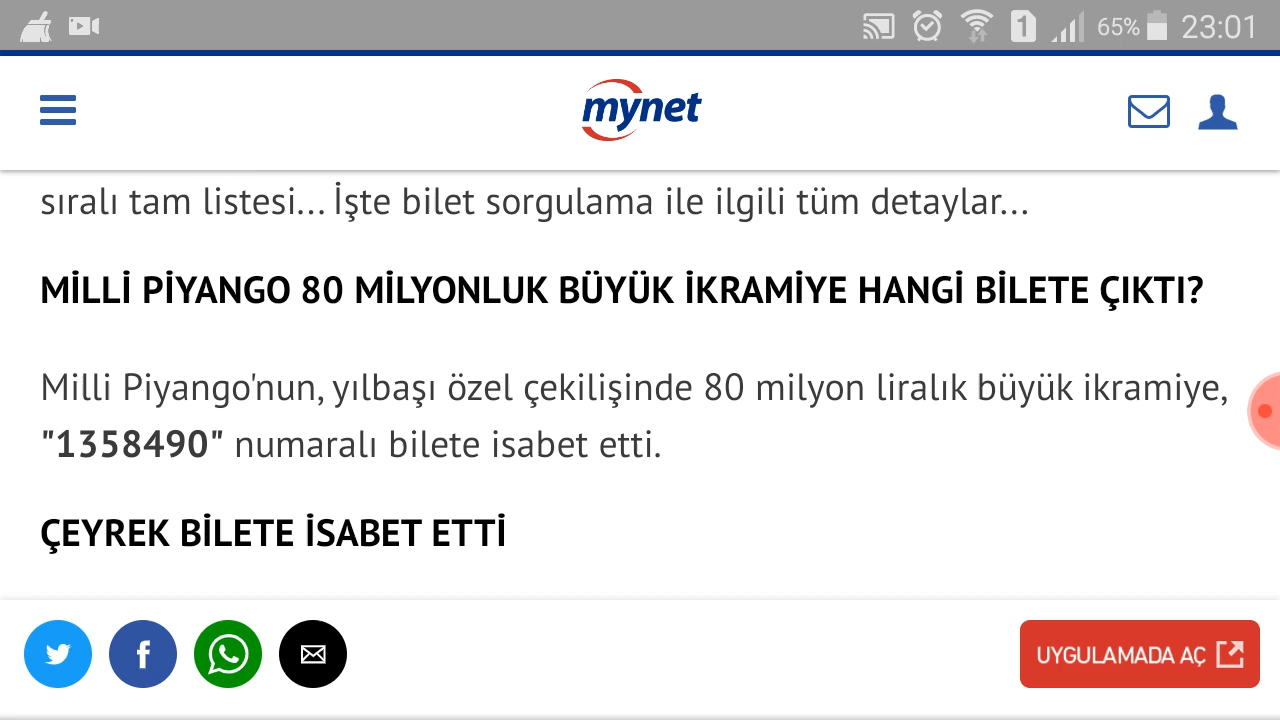 1 65% 23:01
mynet
sıralı tam listesi... İşte bilet sorgulama ile ilgili tüm detaylar...
MİLLİ PİYANGO 80 MİLYONLUK BÜYÜK İKRAMİYE HANGİ BİLETE ÇIKTI?
Milli Piyango'nun, yılbaşı özel çekilişinde 80 milyon liralık büyük ikramiye,
"1358490" numaralı bilete isabet etti.
ÇEYREK BİLETE İSABET ETTİ
UYGULAMADA AÇ